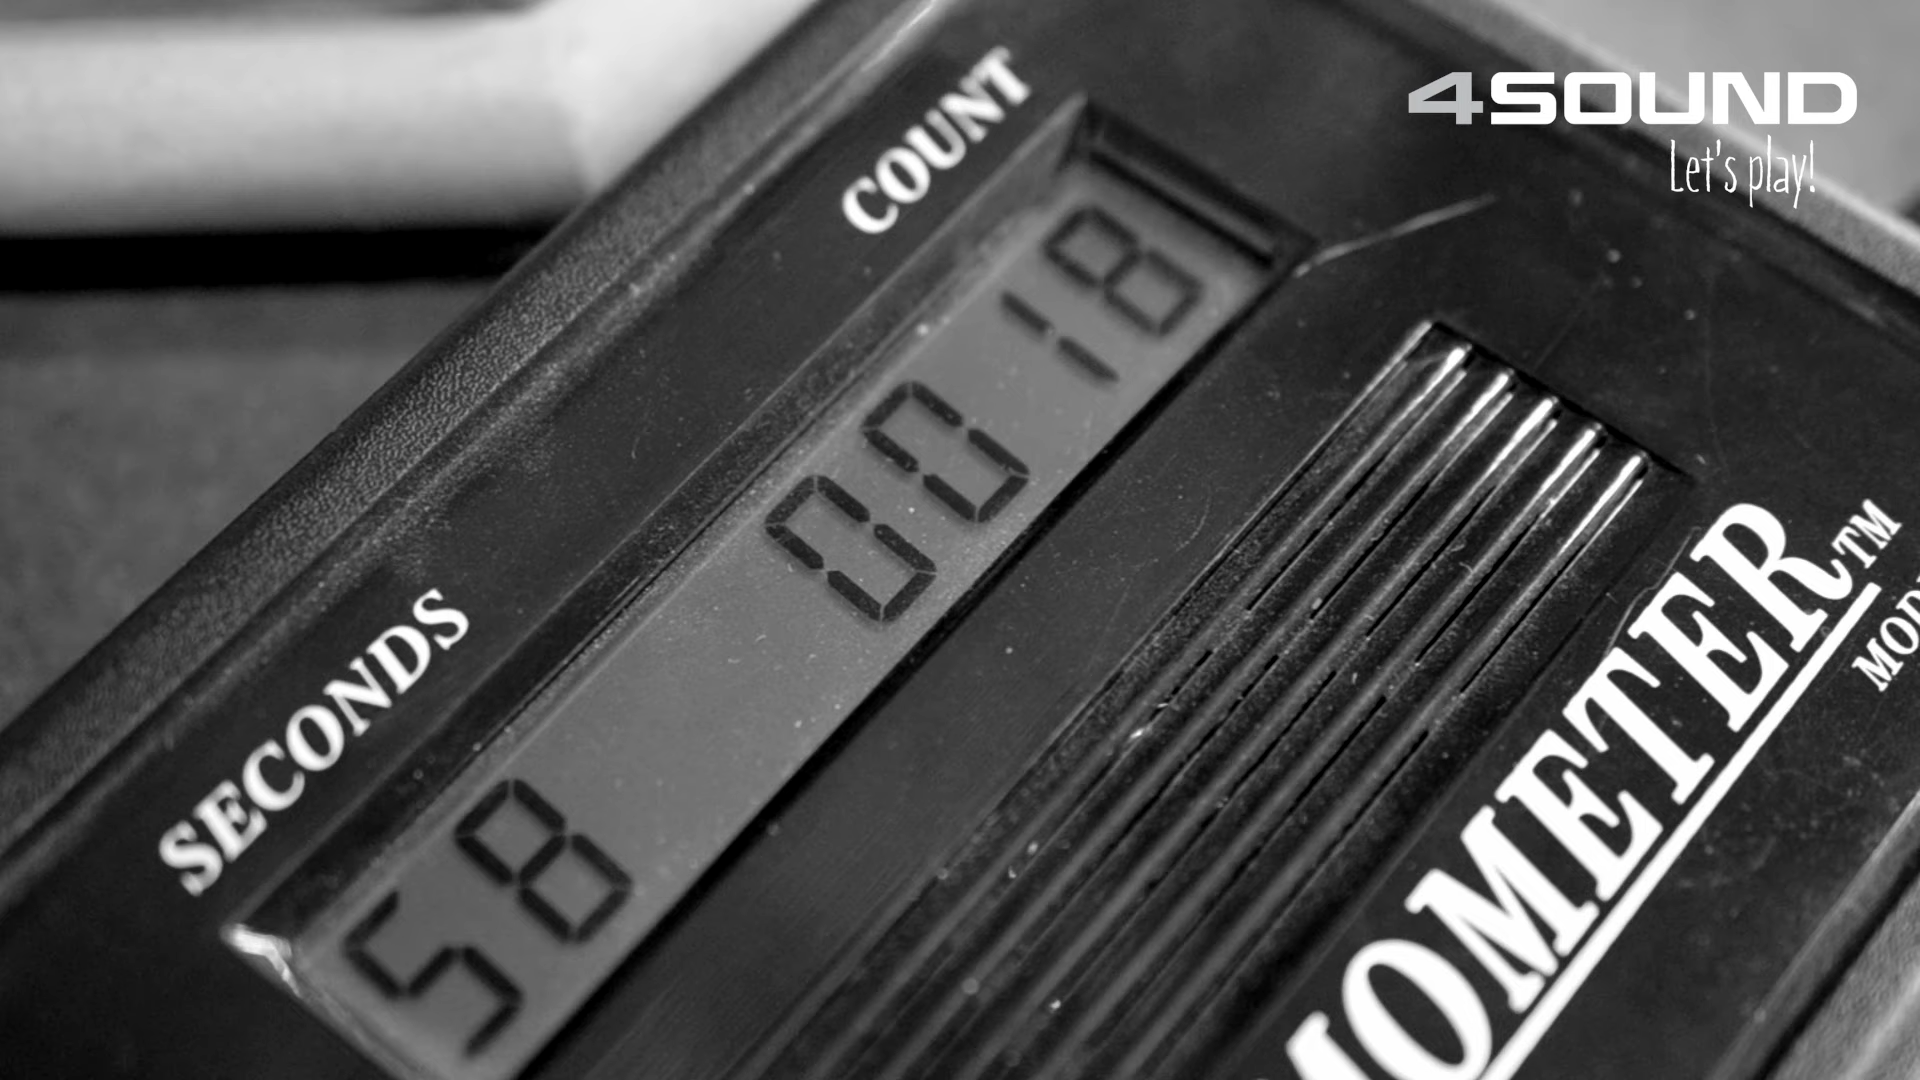 4SOUND
Let's play!
COUNT
0018
SECONDS
58
OMETER™